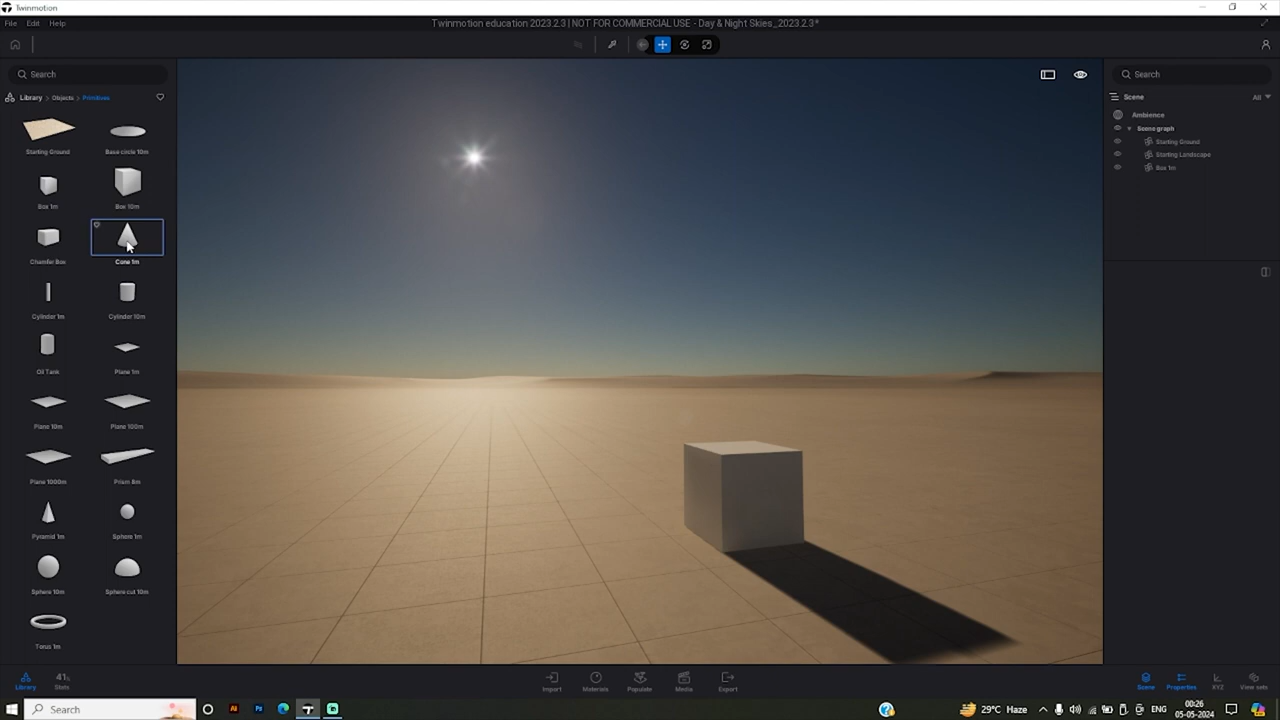 Twinmotion
File Edit Help
Twinmotion education 2023.2.3 | NOT FOR COMMERCIAL USE - Day & Night Skies_2023.2.3*
Search
Library > Objects > Primitives
Starting Ground
Base circle 10m
Box 1m
Box 10m
Chamfer Box
Cone 1m
Cylinder 1m
Cylinder 10m
Oil Tank
Plane 1m
Plane 10m
Plane 100m
Plane 1000m
Prism 8m
Pyramid 1m
Sphere 1m
Sphere 10m
Sphere cut 10m
Torus 1m
Search
Scene
All
Ambience
Scene graph
Starting Ground
Starting Landscape
Box 1m
Library
41%
Stats
Import
Materials
Populate
Media
Export
Scene
Properties
XYZ
View sets
Search
29°C Haze
ENG
00:26
05-05-2024